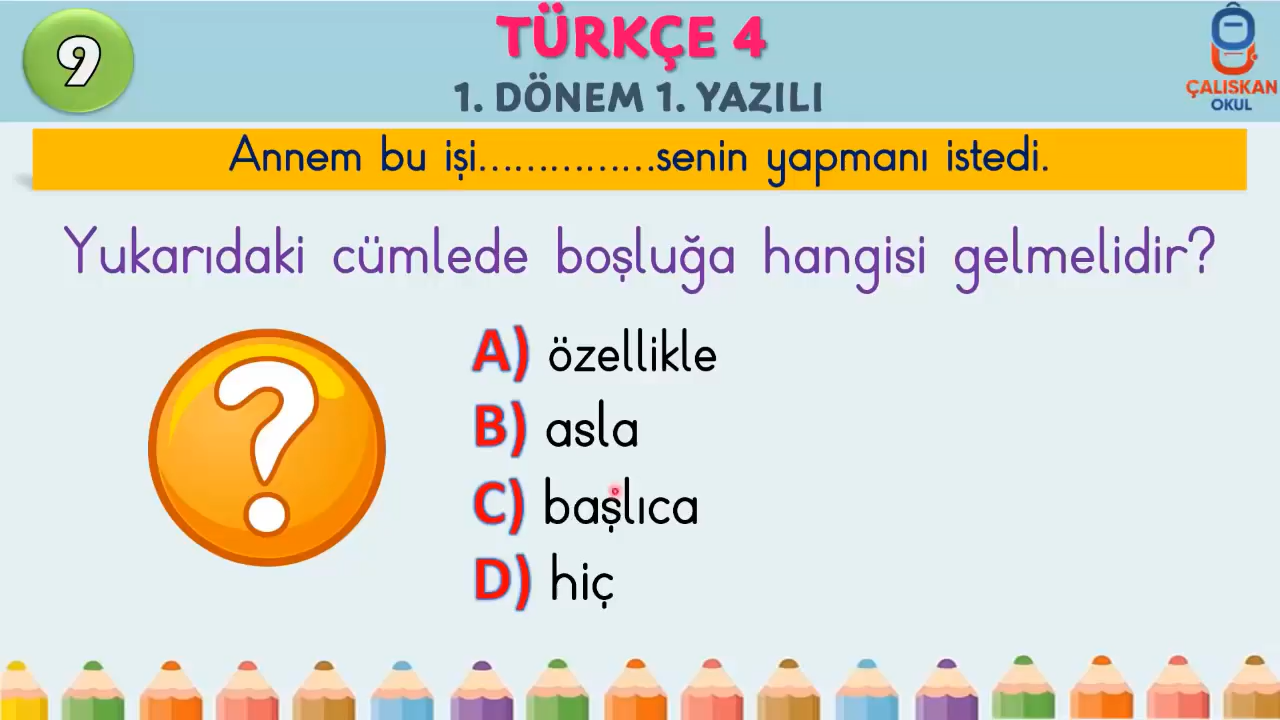 9
TÜRKÇE 4
1. DÖNEM 1. YAZILI
ÇALISKAN
OKUL
Annem bu işi...............senin yapmanı istedi.
Yukarıdaki cümlede boşluğa hangisi gelmelidir?
A) özellikle
B) asla
C) başlıca
D) hiç